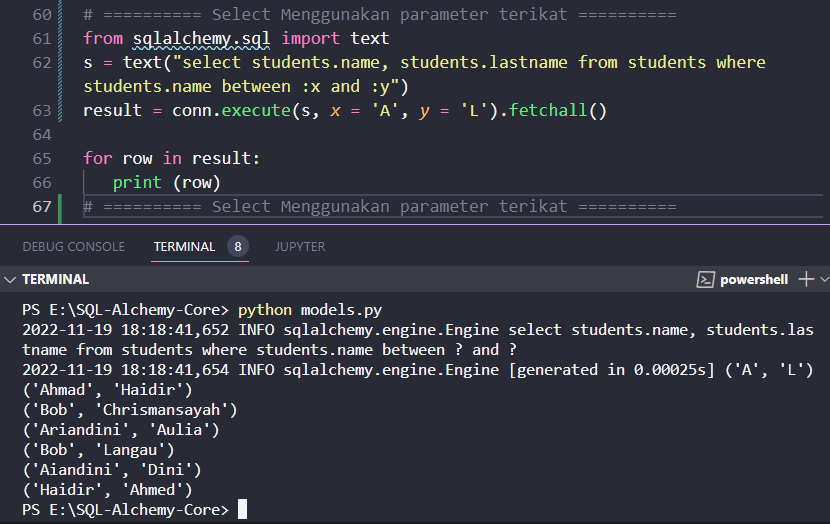 60 # ========== Select Menggunakan parameter terikat ==========
61 from sqlalchemy.sql import text
62 s = text("select students.name, students.lastname from students where
students.name between :x and :y")
63 result = conn.execute(s, x = 'A', y = 'L').fetchall()
64
65 for row in result:
66 print (row)
67 # ========== Select Menggunakan parameter terikat ==========
DEBUG CONSOLE TERMINAL 8 JUPYTER
TERMINAL powershell
PS E:\SQL-Alchemy-Core> python models.py
2022-11-19 18:18:41,652 INFO sqlalchemy.engine.Engine select students.name, students.las
tname from students where students.name between ? and ?
2022-11-19 18:18:41,654 INFO sqlalchemy.engine.Engine [generated in 0.00025s] ('A', 'L')
('Ahmad', 'Haidir')
('Bob', 'Chrismansayah')
('Ariandini', 'Aulia')
('Bob', 'Langau')
('Aiandini', 'Dini')
('Haidir', 'Ahmed')
PS E:\SQL-Alchemy-Core>